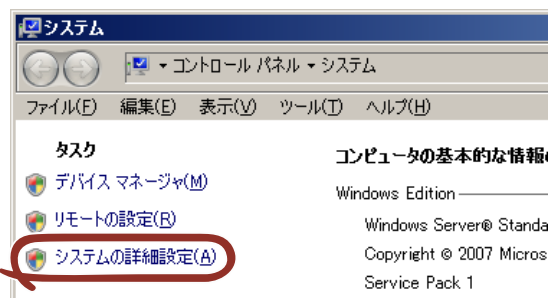 システム
コントロール パネル システム
ファイル(F) 編集(E) 表示(V) ツール(T) ヘルプ(H)
タスク
デバイス マネージャ(M)
リモートの設定(R)
システムの詳細設定(A)
コンピュータの基本的な情報
Windows Edition
Windows Server® Standa
Copyright © 2007 Micros
Service Pack 1